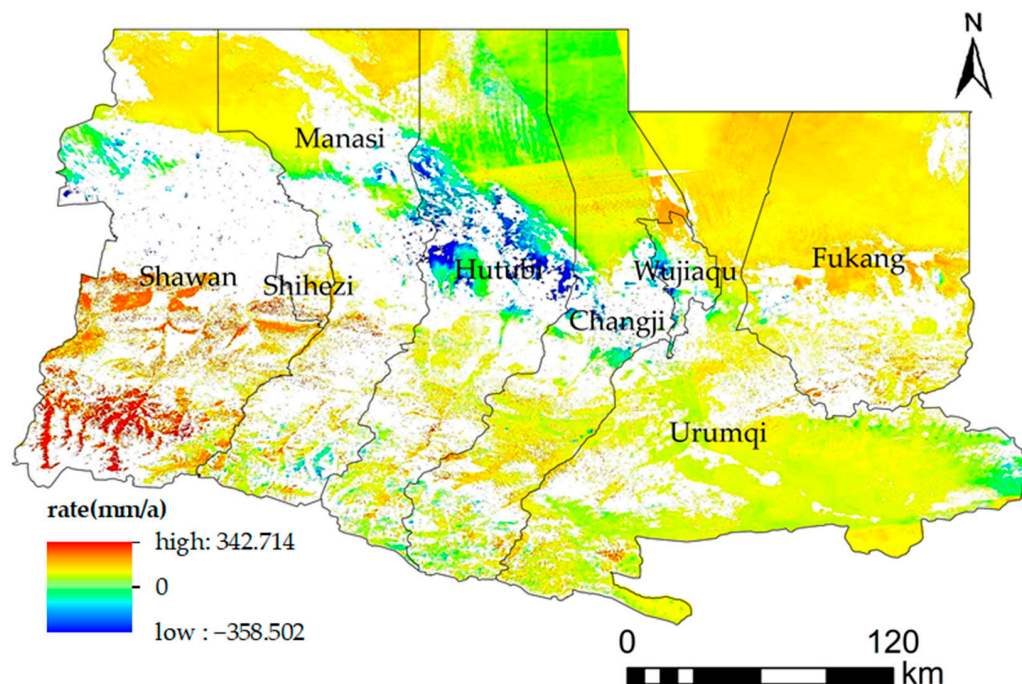 N
Manasi
Shawan
Shihezi
Hutubi
Wujiaqu
Fukang
Changji
Urumqi
rate(mm/a)
high: 342.714
0
low : −358.502
0 120
km